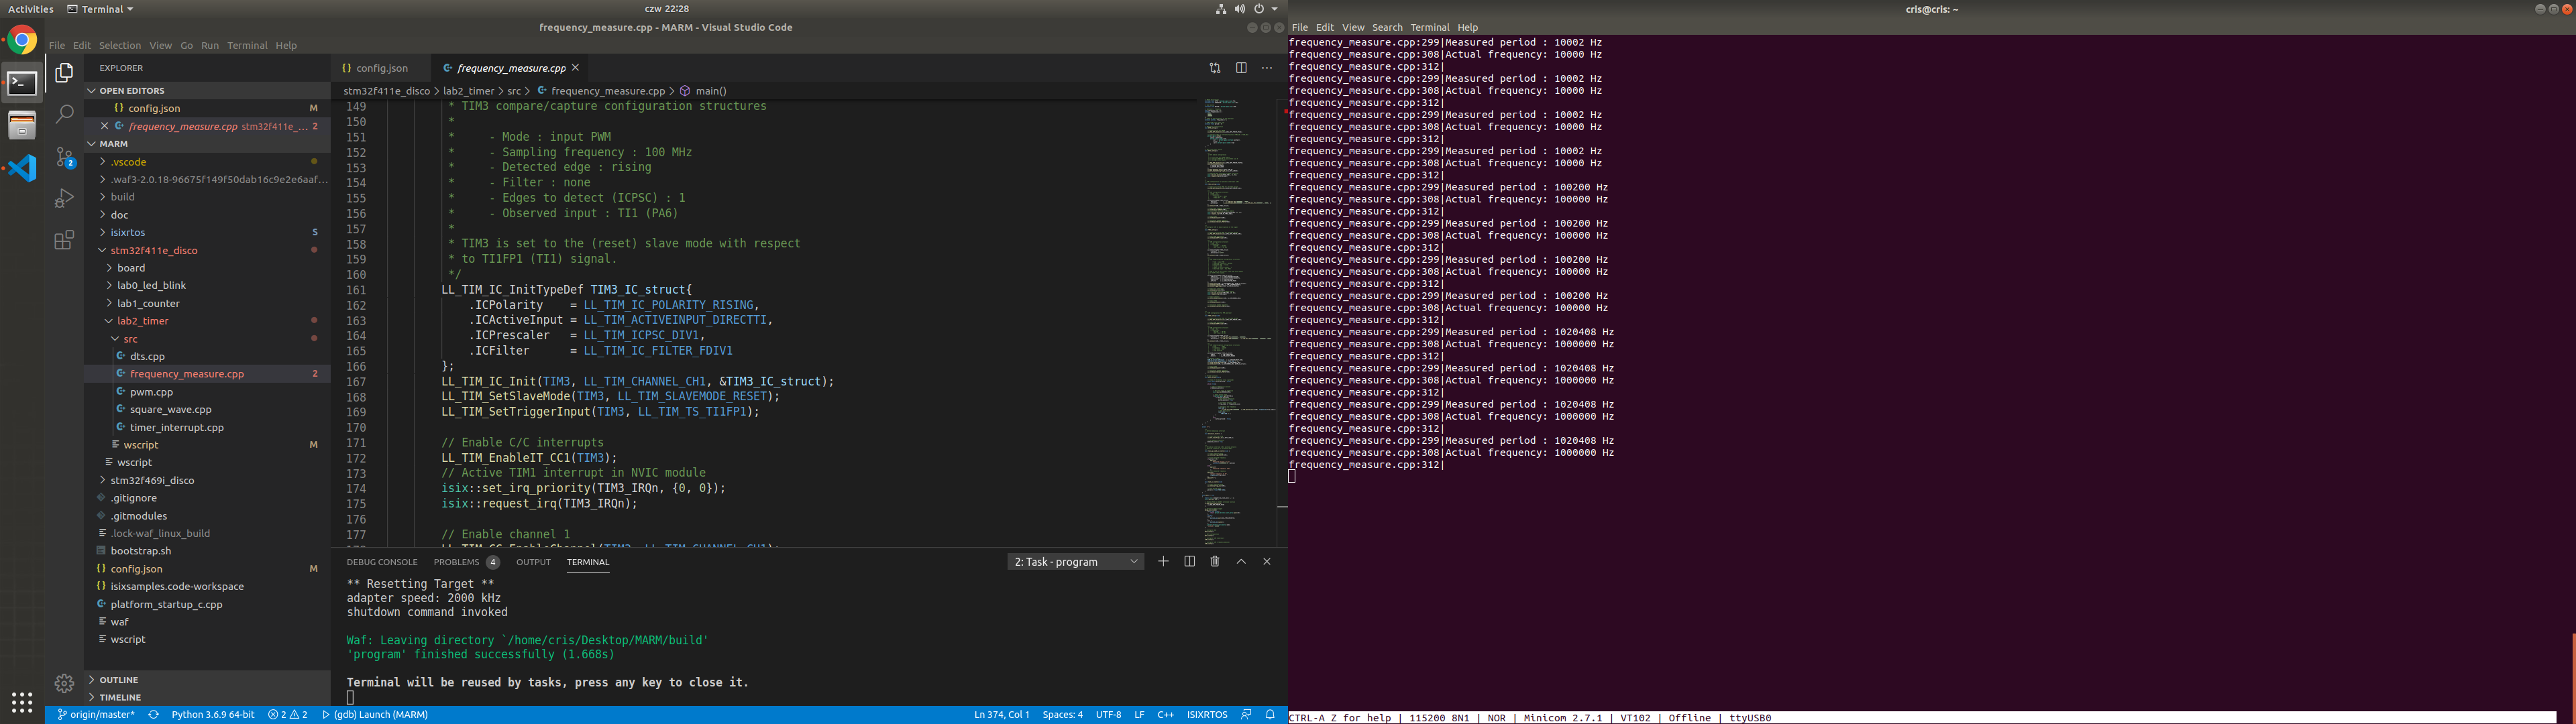 Activities Terminal czw 22:28
frequency_measure.cpp - MARM - Visual Studio Code
File Edit Selection View Go Run Terminal Help
EXPLORER
OPEN EDITORS
config.json M
frequency_measure.cpp stm32f411e_... 2
MARM
.vscode
.waf3-2.0.18-96675f149f50dab16c9e2e6aaf...
build
doc
isixrtos S
stm32f411e_disco
board
lab0_led_blink
lab1_counter
lab2_timer
src
dts.cpp
frequency_measure.cpp 2
pwm.cpp
square_wave.cpp
timer_interrupt.cpp
wscript M
wscript
stm32f469i_disco
.gitignore
.gitmodules
.lock-waf_linux_build
bootstrap.sh
config.json M
isixsamples.code-workspace
platform_startup_c.cpp
waf
wscript
OUTLINE
TIMELINE
2
config.json frequency_measure.cpp
stm32f411e_disco > lab2_timer > src > frequency_measure.cpp > main()
149 * TIM3 compare/capture configuration structures
150 *
151 * - Mode : input PWM
152 * - Sampling frequency : 100 MHz
153 * - Detected edge : rising
154 * - Filter : none
155 * - Edges to detect (ICPSC) : 1
156 * - Observed input : TI1 (PA6)
157 *
158 * TIM3 is set to the (reset) slave mode with respect
159 * to TI1FP1 (TI1) signal.
160 */
161 LL_TIM_IC_InitTypeDef TIM3_IC_struct{
162 .ICPolarity = LL_TIM_IC_POLARITY_RISING,
163 .ICActiveInput = LL_TIM_ACTIVEINPUT_DIRECTTI,
164 .ICPrescaler = LL_TIM_ICPSC_DIV1,
165 .ICFilter = LL_TIM_IC_FILTER_FDIV1
166 };
167 LL_TIM_IC_Init(TIM3, LL_TIM_CHANNEL_CH1, &TIM3_IC_struct);
168 LL_TIM_SetSlaveMode(TIM3, LL_TIM_SLAVEMODE_RESET);
169 LL_TIM_SetTriggerInput(TIM3, LL_TIM_TS_TI1FP1);
170
171 // Enable C/C interrupts
172 LL_TIM_EnableIT_CC1(TIM3);
173 // Active TIM1 interrupt in NVIC module
174 isix::set_irq_priority(TIM3_IRQn, {0, 0});
175 isix::request_irq(TIM3_IRQn);
176
177 // Enable channel 1
DEBUG CONSOLE PROBLEMS 4 OUTPUT TERMINAL 2: Task - program
** Resetting Target **
adapter speed: 2000 kHz
shutdown command invoked
Waf: Leaving directory `/home/cris/Desktop/MARM/build'
'program' finished successfully (1.668s)
Terminal will be reused by tasks, press any key to close it.
origin/master* Python 3.6.9 64-bit 2 2 (gdb) Launch (MARM) Ln 374, Col 1 Spaces: 4 UTF-8 LF C++ ISIXRTOS
cris@cris: ~
File Edit View Search Terminal Help
frequency_measure.cpp:299|Measured period : 10002 Hz
frequency_measure.cpp:308|Actual frequency: 10000 Hz
frequency_measure.cpp:312|
frequency_measure.cpp:299|Measured period : 10002 Hz
frequency_measure.cpp:308|Actual frequency: 10000 Hz
frequency_measure.cpp:312|
frequency_measure.cpp:299|Measured period : 10002 Hz
frequency_measure.cpp:308|Actual frequency: 10000 Hz
frequency_measure.cpp:312|
frequency_measure.cpp:299|Measured period : 10002 Hz
frequency_measure.cpp:308|Actual frequency: 10000 Hz
frequency_measure.cpp:312|
frequency_measure.cpp:299|Measured period : 100200 Hz
frequency_measure.cpp:308|Actual frequency: 100000 Hz
frequency_measure.cpp:312|
frequency_measure.cpp:299|Measured period : 100200 Hz
frequency_measure.cpp:308|Actual frequency: 100000 Hz
frequency_measure.cpp:312|
frequency_measure.cpp:299|Measured period : 100200 Hz
frequency_measure.cpp:308|Actual frequency: 100000 Hz
frequency_measure.cpp:312|
frequency_measure.cpp:299|Measured period : 100200 Hz
frequency_measure.cpp:308|Actual frequency: 100000 Hz
frequency_measure.cpp:312|
frequency_measure.cpp:299|Measured period : 1020408 Hz
frequency_measure.cpp:308|Actual frequency: 1000000 Hz
frequency_measure.cpp:312|
frequency_measure.cpp:299|Measured period : 1020408 Hz
frequency_measure.cpp:308|Actual frequency: 1000000 Hz
frequency_measure.cpp:312|
frequency_measure.cpp:299|Measured period : 1020408 Hz
frequency_measure.cpp:308|Actual frequency: 1000000 Hz
frequency_measure.cpp:312|
frequency_measure.cpp:299|Measured period : 1020408 Hz
frequency_measure.cpp:308|Actual frequency: 1000000 Hz
frequency_measure.cpp:312|
CTRL-A Z for help | 115200 8N1 | NOR | Minicom 2.7.1 | VT102 | Offline | ttyUSB0